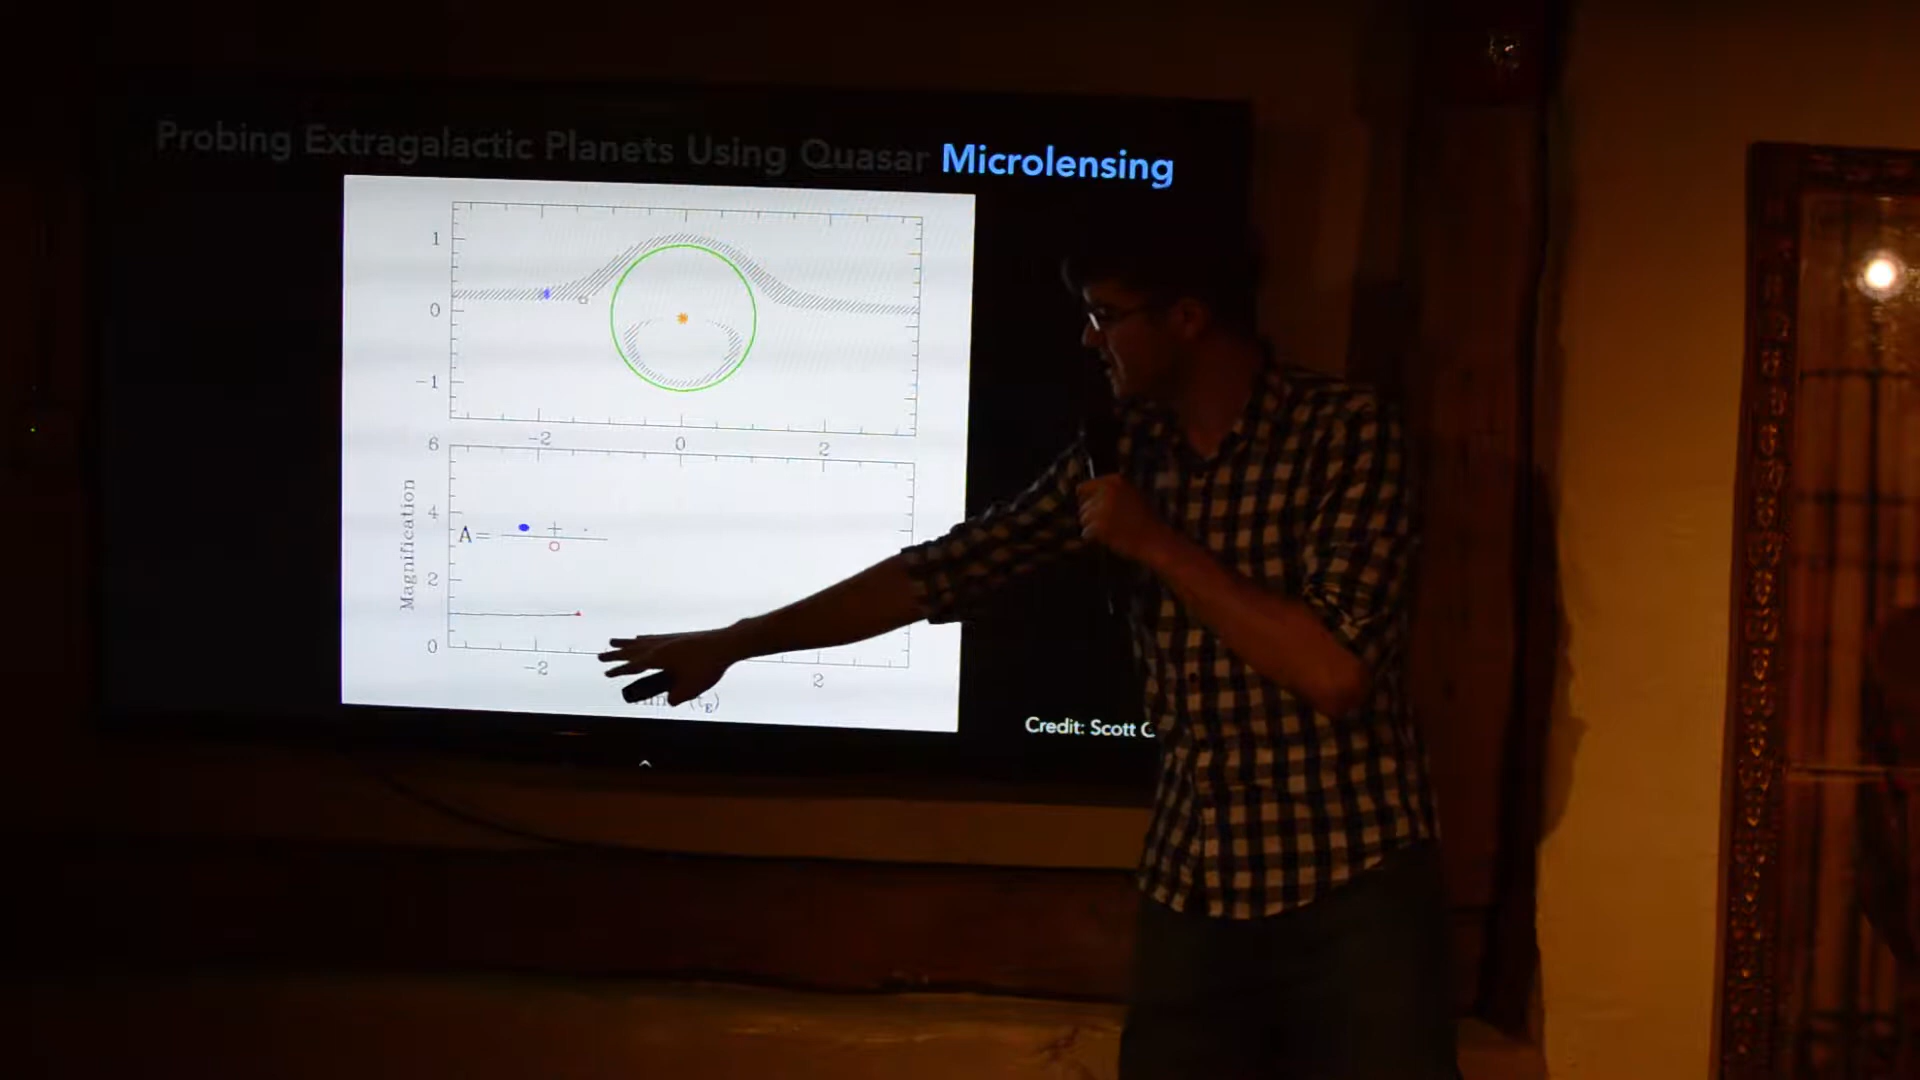 Probing Extragalactic Planets Using Quasar Microlensing
1
0
−1
−2 0 2
6
4
2
0
Magnification
A= +
−2 2
(t_E)
Credit: Scott